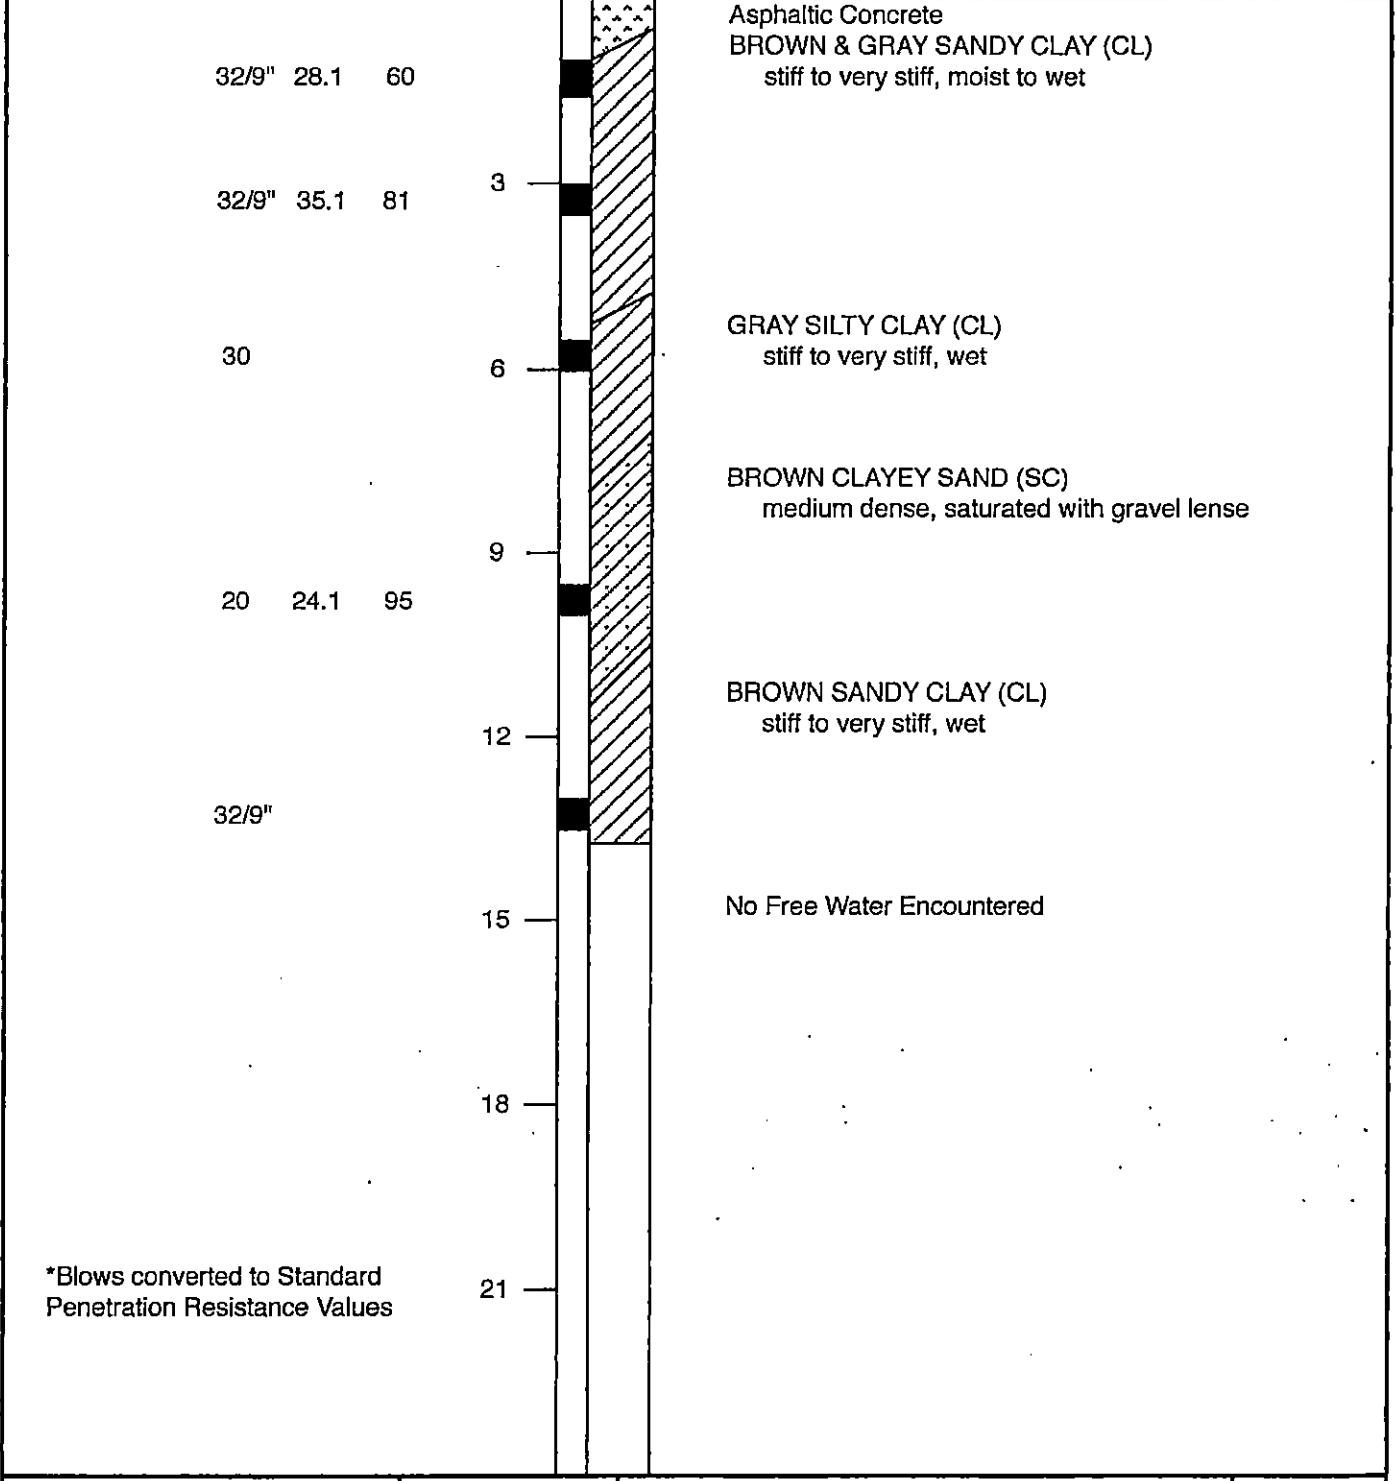 Asphaltic Concrete
BROWN & GRAY SANDY CLAY (CL)
32/9" 28.1 60 stiff to very stiff, moist to wet
3
32/9" 35.1 81
GRAY SILTY CLAY (CL)
30 stiff to very stiff, wet
6
BROWN CLAYEY SAND (SC)
medium dense, saturated with gravel lense
9
20 24.1 95
BROWN SANDY CLAY (CL)
stiff to very stiff, wet
12
32/9"
No Free Water Encountered
15
18
*Blows converted to Standard
21
Penetration Resistance Values